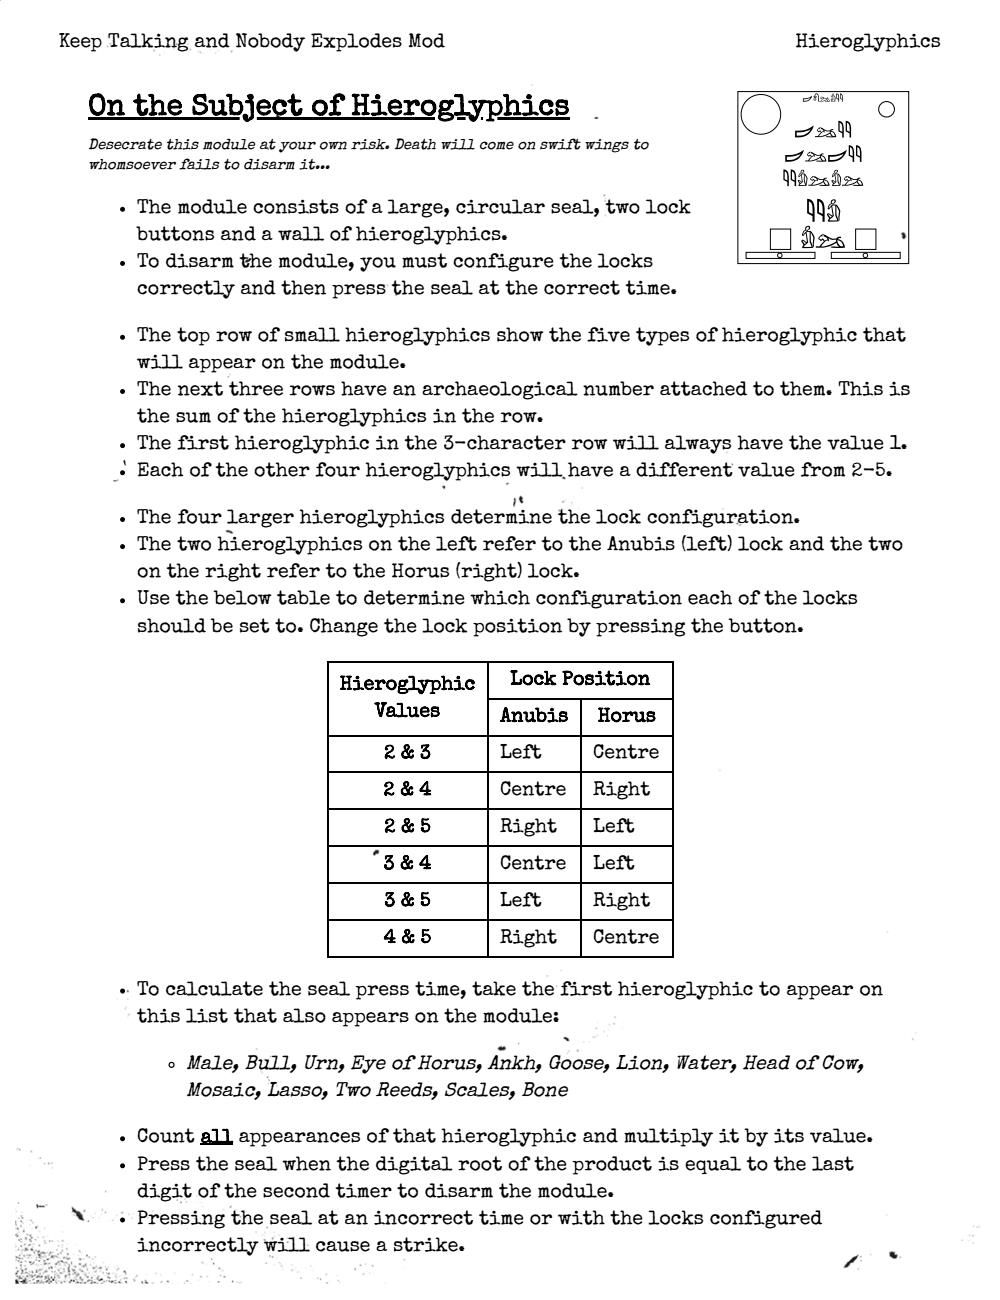 Keep Talking and Nobody Explodes Mod
Hieroglyphics
On the Subject of Hieroglyphics
Desecrate this module at your own risk. Death will come on swift wings to
whomsoever fails to disarm it…
• The module consists of a large, circular seal, two lock
buttons and a wall of hieroglyphics.
• To disarm the module, you must configure the locks
correctly and then press the seal at the correct time.
• The top row of small hieroglyphics show the five types of hieroglyphic that
will appear on the module.
• The next three rows have an archaeological number attached to them. This is
the sum of the hieroglyphics in the row.
• The first hieroglyphic in the 3-character row will always have the value 1.
• Each of the other four hieroglyphics will have a different value from 2-5.
• The four larger hieroglyphics determine the lock configuration.
• The two hieroglyphics on the left refer to the Anubis (left) lock and the two
on the right refer to the Horus (right) lock.
• Use the below table to determine which configuration each of the locks
should be set to. Change the lock position by pressing the button.
Hieroglyphic Values Lock Position
Anubis Horus
2 & 3 Left Centre
2 & 4 Centre Right
2 & 5 Right Left
3 & 4 Centre Left
3 & 5 Left Right
4 & 5 Right Centre
• To calculate the seal press time, take the first hieroglyphic to appear on
this list that also appears on the module:
◦ Male, Bull, Urn, Eye of Horus, Ankh, Goose, Lion, Water, Head of Cow,
Mosaic, Lasso, Two Reeds, Scales, Bone
• Count all appearances of that hieroglyphic and multiply it by its value.
• Press the seal when the digital root of the product is equal to the last
digit of the second timer to disarm the module.
• Pressing the seal at an incorrect time or with the locks configured
incorrectly will cause a strike.